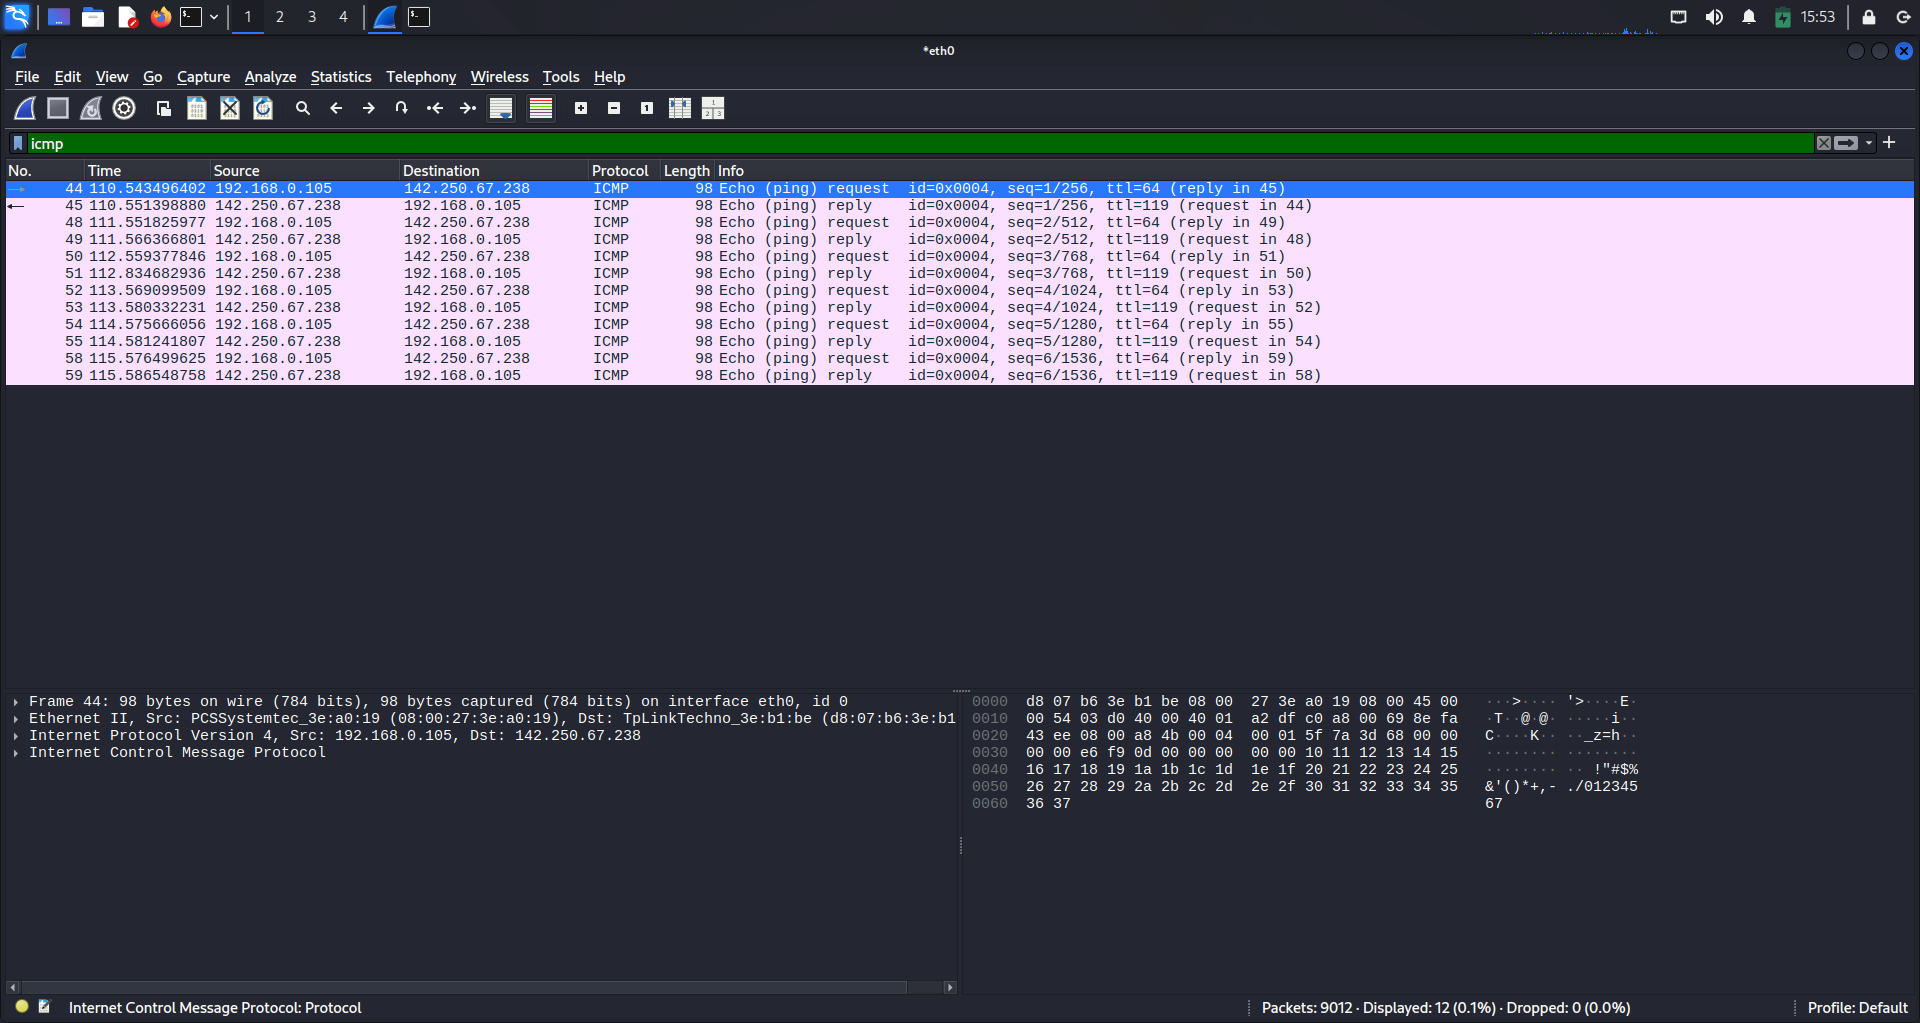 1 2 3 4 15:53
*eth0
File Edit View Go Capture Analyze Statistics Telephony Wireless Tools Help
icmp
No. Time Source Destination Protocol Length Info
44 110.543496402 192.168.0.105 142.250.67.238 ICMP 98 Echo (ping) request id=0x0004, seq=1/256, ttl=64 (reply in 45)
45 110.551398880 142.250.67.238 192.168.0.105 ICMP 98 Echo (ping) reply id=0x0004, seq=1/256, ttl=119 (request in 44)
48 111.551825977 192.168.0.105 142.250.67.238 ICMP 98 Echo (ping) request id=0x0004, seq=2/512, ttl=64 (reply in 49)
49 111.566366801 142.250.67.238 192.168.0.105 ICMP 98 Echo (ping) reply id=0x0004, seq=2/512, ttl=119 (request in 48)
50 112.559377846 192.168.0.105 142.250.67.238 ICMP 98 Echo (ping) request id=0x0004, seq=3/768, ttl=64 (reply in 51)
51 112.834682936 142.250.67.238 192.168.0.105 ICMP 98 Echo (ping) reply id=0x0004, seq=3/768, ttl=119 (request in 50)
52 113.569099509 192.168.0.105 142.250.67.238 ICMP 98 Echo (ping) request id=0x0004, seq=4/1024, ttl=64 (reply in 53)
53 113.580332231 142.250.67.238 192.168.0.105 ICMP 98 Echo (ping) reply id=0x0004, seq=4/1024, ttl=119 (request in 52)
54 114.575666056 192.168.0.105 142.250.67.238 ICMP 98 Echo (ping) request id=0x0004, seq=5/1280, ttl=64 (reply in 55)
55 114.581241807 142.250.67.238 192.168.0.105 ICMP 98 Echo (ping) reply id=0x0004, seq=5/1280, ttl=119 (request in 54)
58 115.576499625 192.168.0.105 142.250.67.238 ICMP 98 Echo (ping) request id=0x0004, seq=6/1536, ttl=64 (reply in 59)
59 115.586548758 142.250.67.238 192.168.0.105 ICMP 98 Echo (ping) reply id=0x0004, seq=6/1536, ttl=119 (request in 58)
Frame 44: 98 bytes on wire (784 bits), 98 bytes captured (784 bits) on interface eth0, id 0
Ethernet II, Src: PCSSystemtec_3e:a0:19 (08:00:27:3e:a0:19), Dst: TpLinkTechno_3e:b1:be (d8:07:b6:3e:b1
Internet Protocol Version 4, Src: 192.168.0.105, Dst: 142.250.67.238
Internet Control Message Protocol
0000 d8 07 b6 3e b1 be 08 00 27 3e a0 19 08 00 45 00 ···>···· '>····E·
0010 00 54 03 d0 40 00 40 01 a2 df c0 a8 00 69 8e fa ·T··@·@· ·····i··
0020 43 ee 08 00 a8 4b 00 04 00 01 5f 7a 3d 68 00 00 C····K·· ··_z=h··
0030 00 00 e6 f9 0d 00 00 00 00 00 10 11 12 13 14 15 ········ ········
0040 16 17 18 19 1a 1b 1c 1d 1e 1f 20 21 22 23 24 25 ········ ·· !"#$%
0050 26 27 28 29 2a 2b 2c 2d 2e 2f 30 31 32 33 34 35 &'()*+,- ./012345
0060 36 37 67
Internet Control Message Protocol: Protocol Packets: 9012 · Displayed: 12 (0.1%) · Dropped: 0 (0.0%) Profile: Default